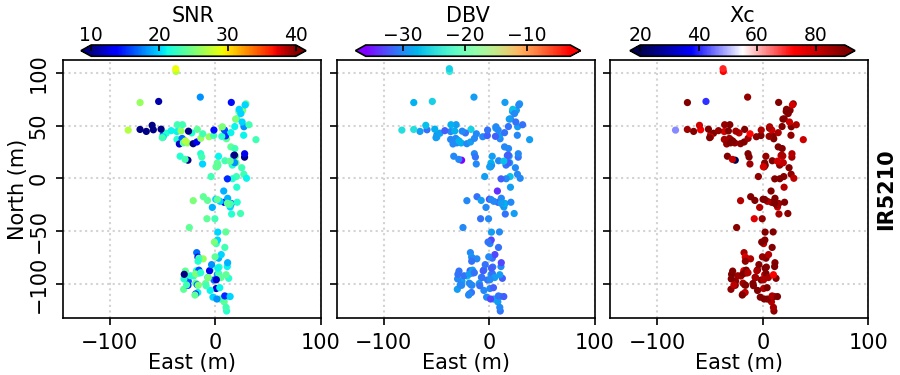 SNR DBV Xc
10 20 30 40 −30 −20 −10 20 40 60 80
100
50
0
−50
−100
North (m)
IR5210
−100 0 100 −100 0 100 −100 0 100
East (m) East (m) East (m)